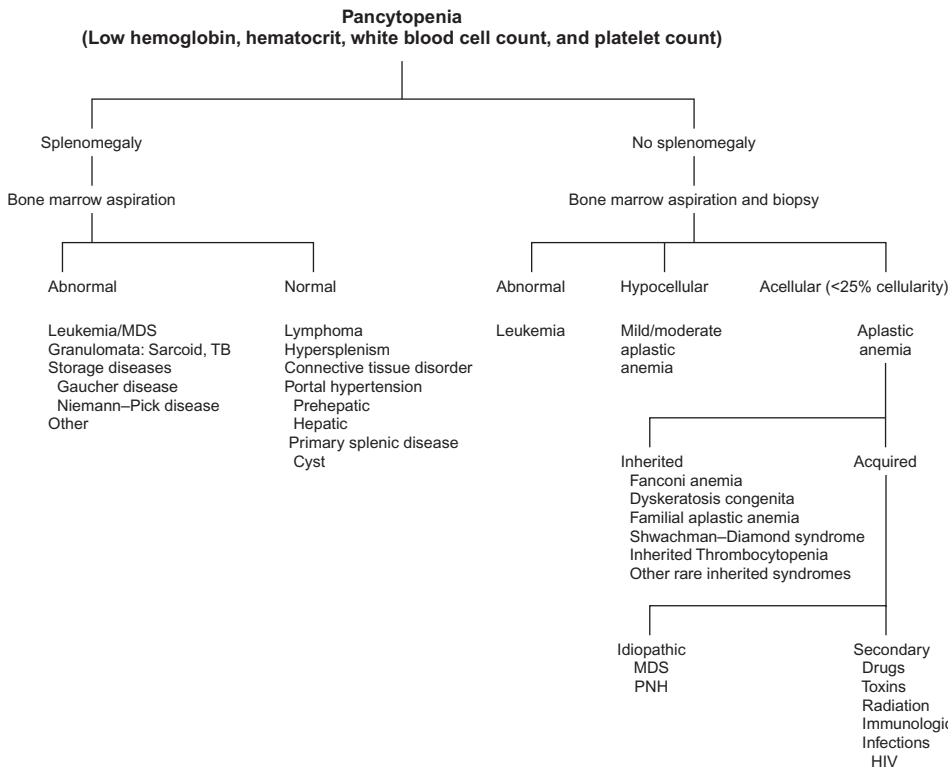 Pancytopenia
(Low hemoglobin, hematocrit, white blood cell count, and platelet count)
Splenomegaly
No splenomegaly
Bone marrow aspiration
Bone marrow aspiration and biopsy
Abnormal
Normal
Abnormal
Hypocellular
Acellular (<25% cellularity)
Leukemia/MDS
Granulomata: Sarcoid, TB
Storage diseases
Gaucher disease
Niemann–Pick disease
Other
Lymphoma
Hypersplenism
Connective tissue disorder
Portal hypertension
Prehepatic
Hepatic
Primary splenic disease
Cyst
Leukemia
Mild/moderate
aplastic
anemia
Aplastic
anemia
Inherited
Fanconi anemia
Dyskeratosis congenita
Familial aplastic anemia
Shwachman–Diamond syndrome
Inherited Thrombocytopenia
Other rare inherited syndromes
Acquired
Idiopathic
MDS
PNH
Secondary
Drugs
Toxins
Radiation
Immunologic
Infections
HIV